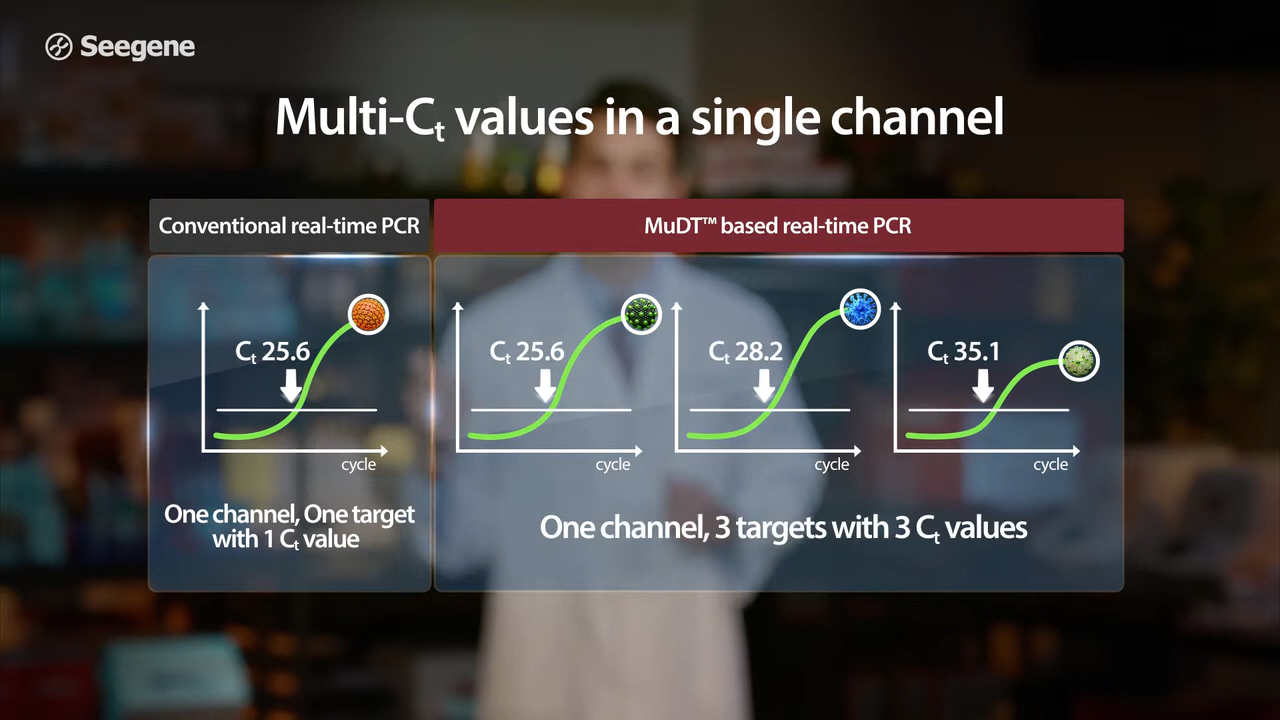 Seegene
Multi-Ct values in a single channel
Conventional real-time PCR
MuDT™ based real-time PCR
Ct 25.6
cycle
One channel, One target
with 1 Ct value
Ct 25.6
cycle
Ct 28.2
cycle
Ct 35.1
cycle
One channel, 3 targets with 3 Ct values